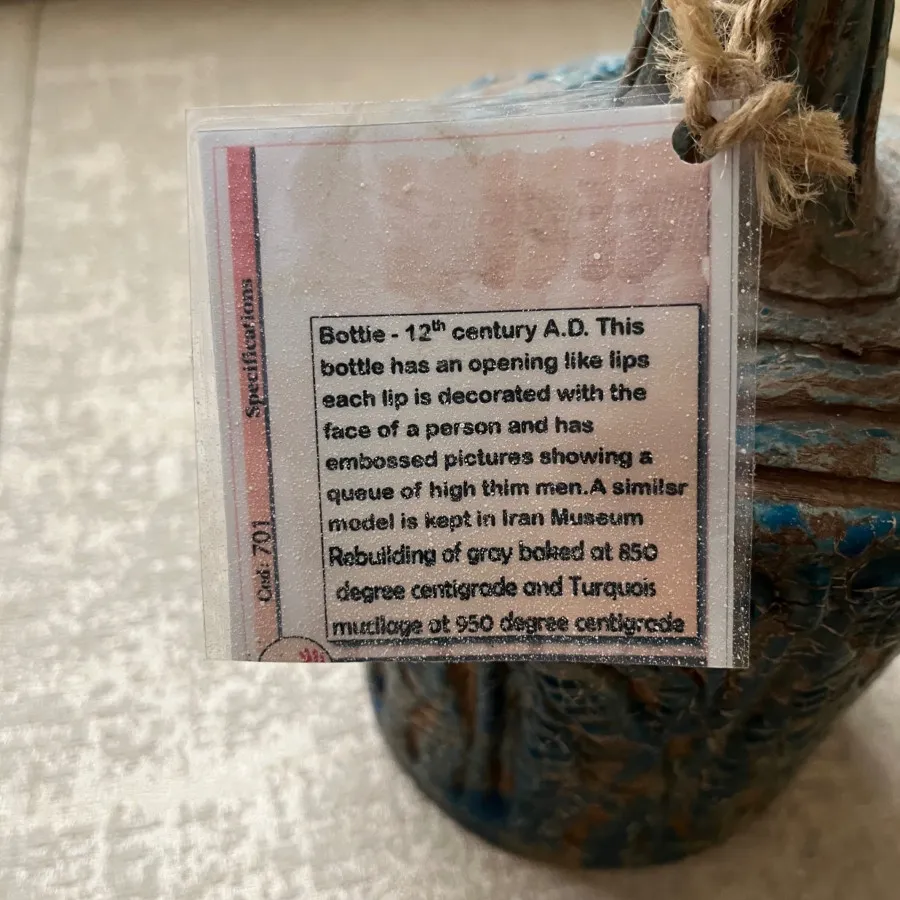 Specifications
Cod: 701
Bottie - 12th century A.D. This
bottle has an opening like lips
each lip is decorated with the
face of a person and has
embossed pictures showing a
queue of high thim men.A similsr
model is kept in Iran Museum
Rebuilding of gray baked at 850
degree centigrade and Turquois
mucilage at 950 degree centigrade